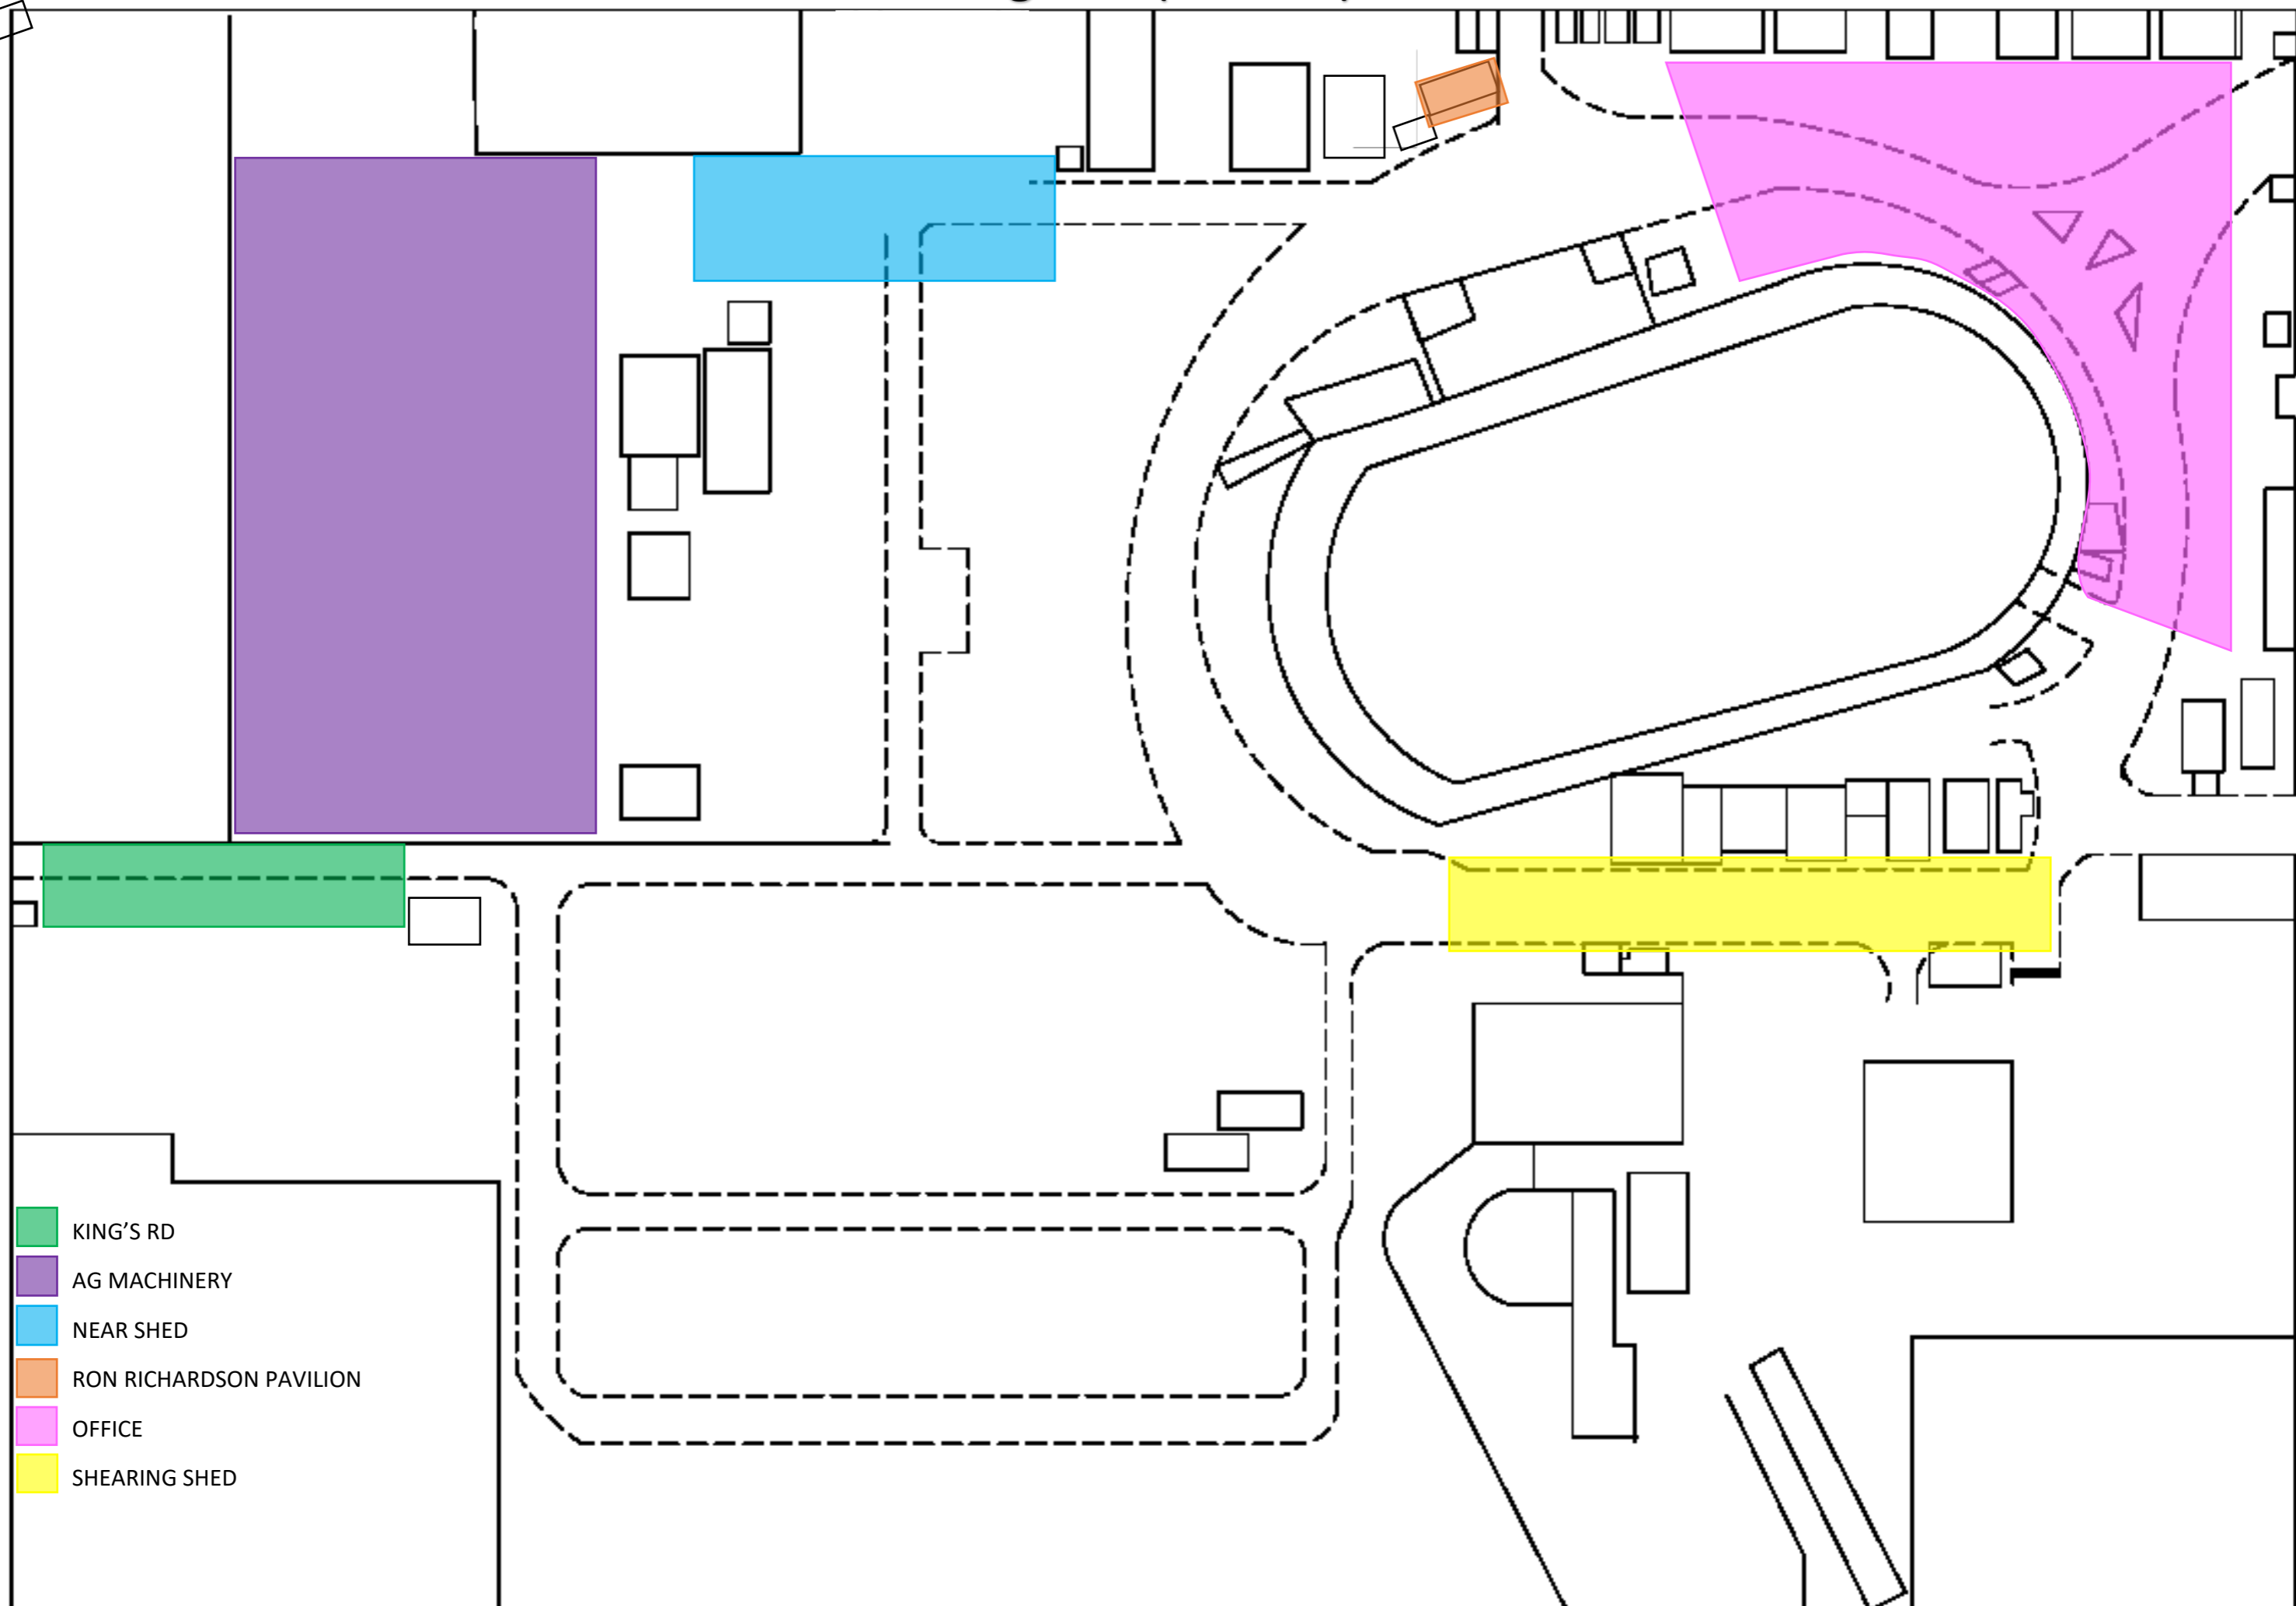 KING'S RD
AG MACHINERY
NEAR SHED
RON RICHARDSON PAVILION
OFFICE
SHEARING SHED